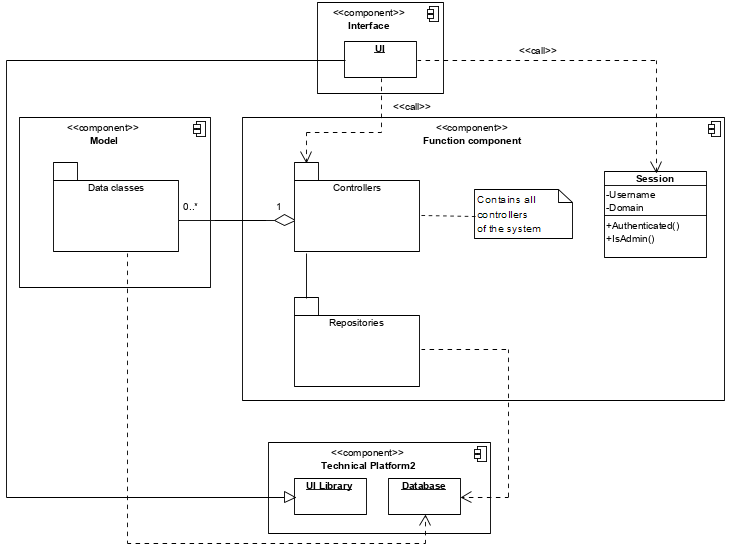 <<component>>
Interface
UI
<<call>>
<<call>>
<<component>>
Model
Data classes
0..*
1
<<component>>
Function component
Controllers
Contains all
controllers
of the system
Session
-Username
-Domain
+Authenticated()
+IsAdmin()
Repositories
<<component>>
Technical Platform2
UI Library
Database